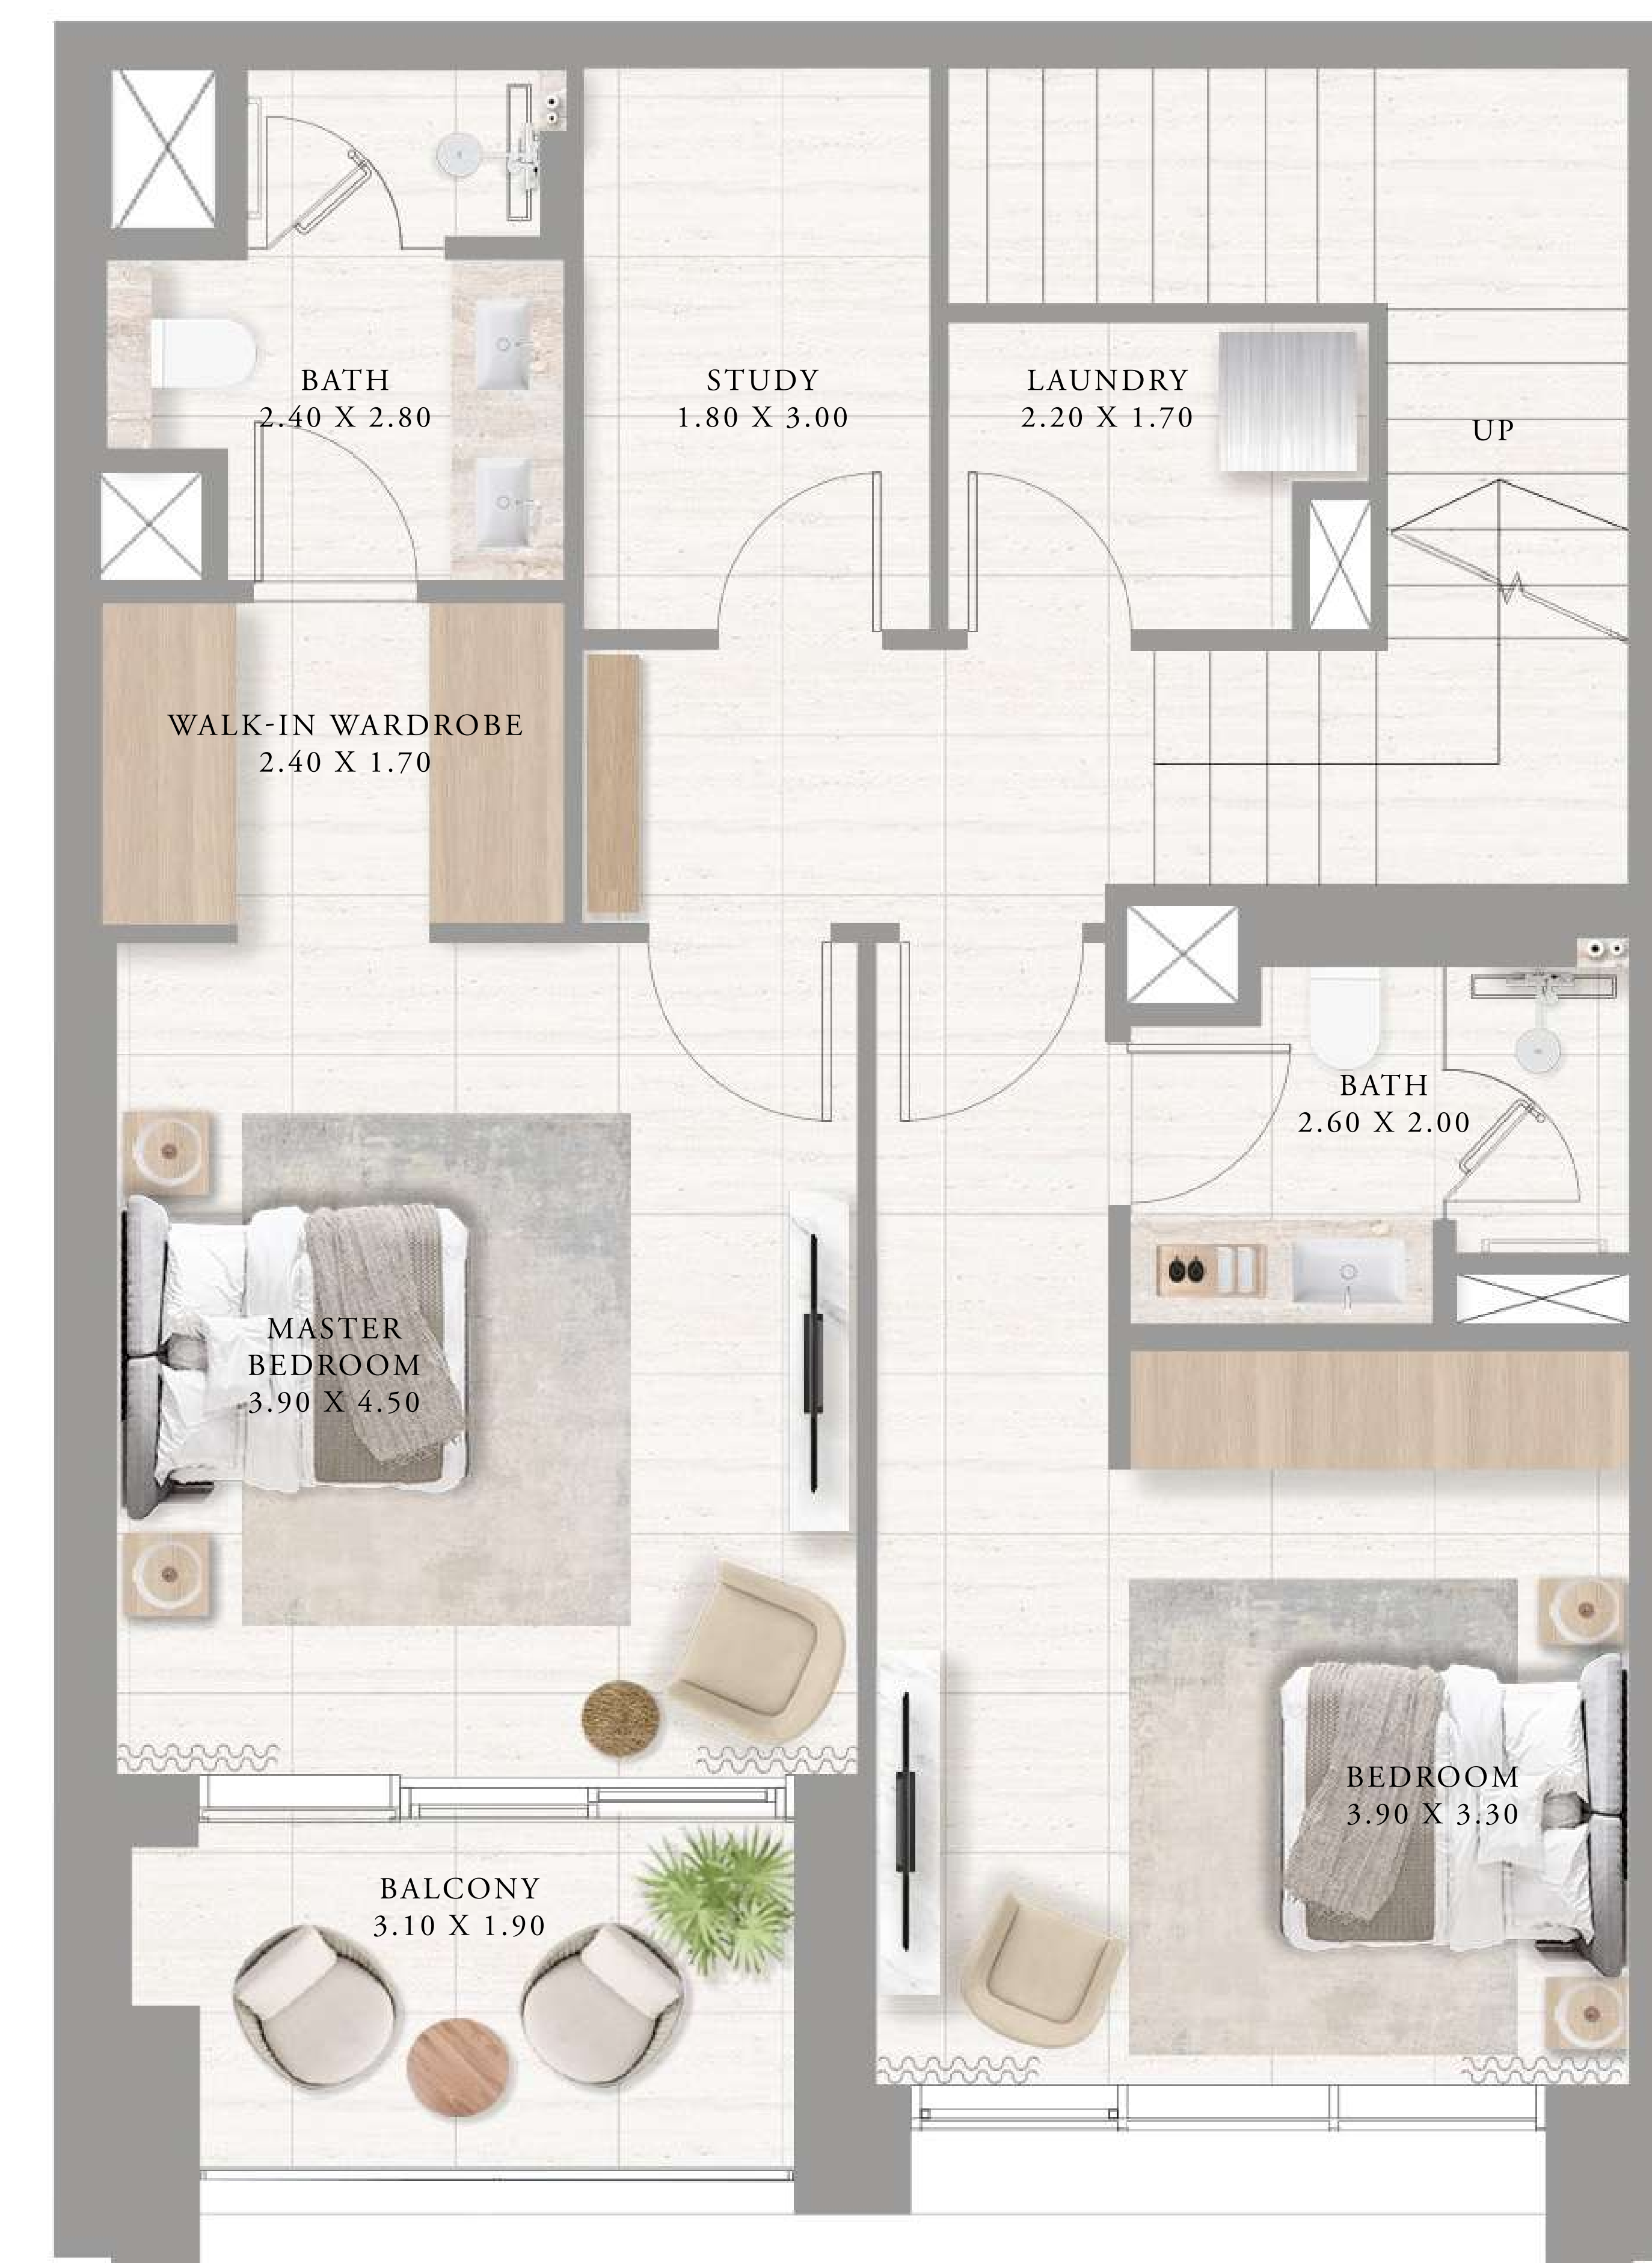 BATH
2.40 X 2.80
STUDY
1.80 X 3.00
LAUNDRY
2.20 X 1.70
UP
WALK-IN WARDROBE
2.40 X 1.70
BATH
2.60 X 2.00
MASTER
BEDROOM
3.90 X 4.50
BEDROOM
3.90 X 3.30
BALCONY
3.10 X 1.90